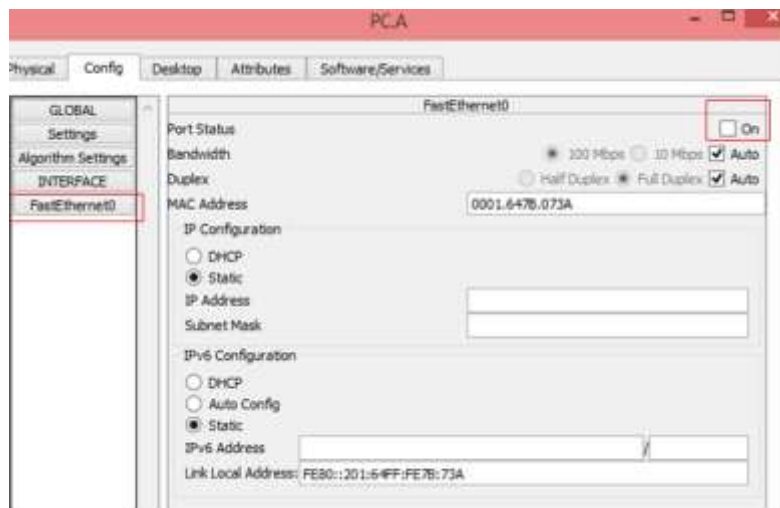 PC.A
Physical Config Desktop Attributes Software/Services
GLOBAL
Settings
Algorithm Settings
INTERFACE
FastEthernet0
FastEthernet0
Port Status On
Bandwidth 100 Mbps 10 Mbps Auto
Duplex Half Duplex Full Duplex Auto
MAC Address 0001.647B.073A
IP Configuration
DHCP
Static
IP Address
Subnet Mask
IPv6 Configuration
DHCP
Auto Config
Static
IPv6 Address /
Link Local Address: FE80::201:64FF:FE7B:73A